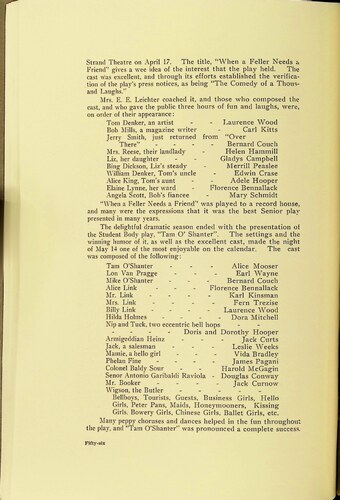 Strand Theatre on April 17. The title, "When a Feller Needs a
Friend" gives a wee idea of the interest that the play held. The
cast was excellent, and through its efforts established the verifica-
tion of the play's press notices, as being "The Comedy of a Thous-
and Laughs."
Mrs. E. E. Leichter coached it, and those who composed the
cast, and who gave the public three hours of fun and laughs, were,
on order of their appearance:
Tom Denker, an artist - - Laurence Wood
Bob Mills, a magazine writer - Carl Kitts
Jerry Smith, just returned from "Over
There" - - - - - Bernard Couch
Mrs. Reese, their landlady - - Helen Hammill
Liz, her daughter - - - Gladys Campbell
Bing Dickson, Liz's steady - - Merrill Peaslee
William Denker, Tom's uncle - Edwin Crase
Alice King, Tom's aunt - - Adele Hooper
Elaine Lynne, her ward - Florence Bennallack
Angela Scott, Bob's fiancee - Mary Schmidt
"When a Feller Needs a Friend" was played to a record house,
and many were the expressions that it was the best Senior play
presented in many years.
The delightful dramatic season ended with the presentation of
the Student Body play, "Tam O' Shanter". The settings and the
winning humor of it, as well as the excellent cast, made the night
of May 14 one of the most enjoyable on the calendar. The cast
was composed of the following:
Tam O'Shanter - - - Alice Mooser
Lon Van Pragge - - - Earl Wayne
Mike O'Shanter - - - Bernard Couch
Alice Link - - - Florence Bennallack
Mr. Link - - - - Karl Kinsman
Mrs. Link - - - - Fern Trezise
Billy Link - - - Laurence Wood
Hilda Holmes - - - Dora Mitchell
Nip and Tuck, two eccentric bell hops - -
- - - - - Doris and Dorothy Hooper
Armigeddian Heinz - - - Jack Curts
Jack, a salesman - - - Leslie Weeks
Mamie, a hello girl - - - Vida Bradley
Phelan Fine - - - James Pagani
Colonel Baldy Sour - - Harold McGagin
Senor Antonio Garibaldi Raviola - Douglas Conway
Mr. Booker - - - - Jack Curnow
Wigson, the Butler - - - -
Bellboys, Tourists, Guests, Business Girls, Hello
Girls, Peter Pans, Maids, Honeymooners, Kissing
Girls, Bowery Girls, Chinese Girls, Ballet Girls, etc.
Many peppy choruses and dances helped in the fun throughout
the play, and "Tam O'Shanter" was pronounced a complete success.
Fifty-six